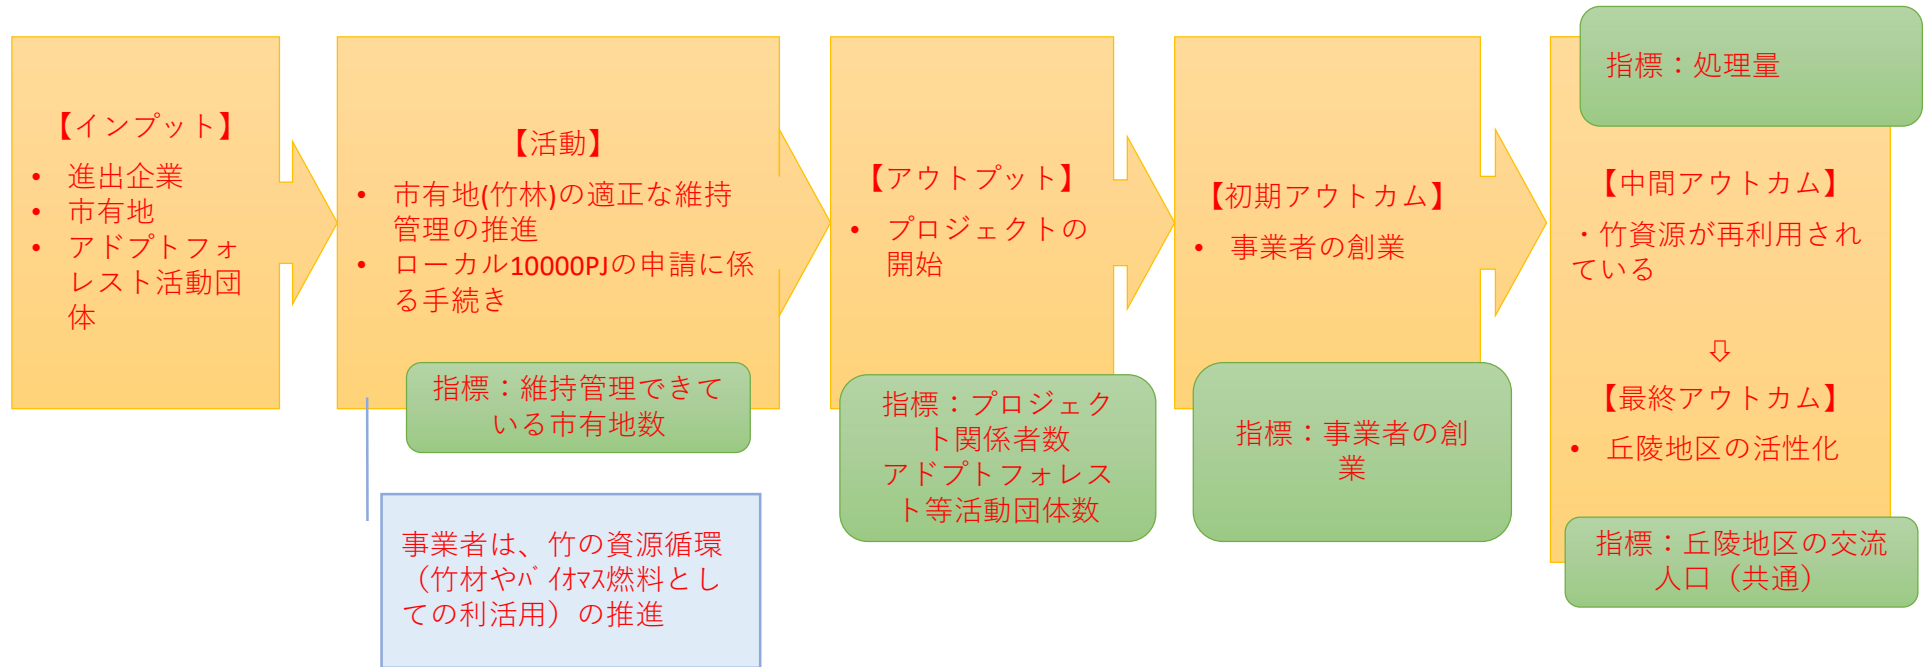 【インプット】
• 進出企業
• 市有地
• アドプトフォ
レスト活動団
体
【活動】
• 市有地(竹林)の適正な維持
管理の推進
• ローカル10000PJの申請に係
る手続き
指標：維持管理できて
いる市有地数
事業者は、竹の資源循環
（竹材やﾊﾞｲｵﾏｽ燃料とし
ての利活用）の推進
【アウトプット】
• プロジェクトの
開始
指標：プロジェク
ト関係者数
アドプトフォレス
ト等活動団体数
【初期アウトカム】
• 事業者の創業
指標：事業者の創
業
指標：処理量
【中間アウトカム】
・竹資源が再利用され
ている
⇩
【最終アウトカム】
• 丘陵地区の活性化
指標：丘陵地区の交流
人口（共通）